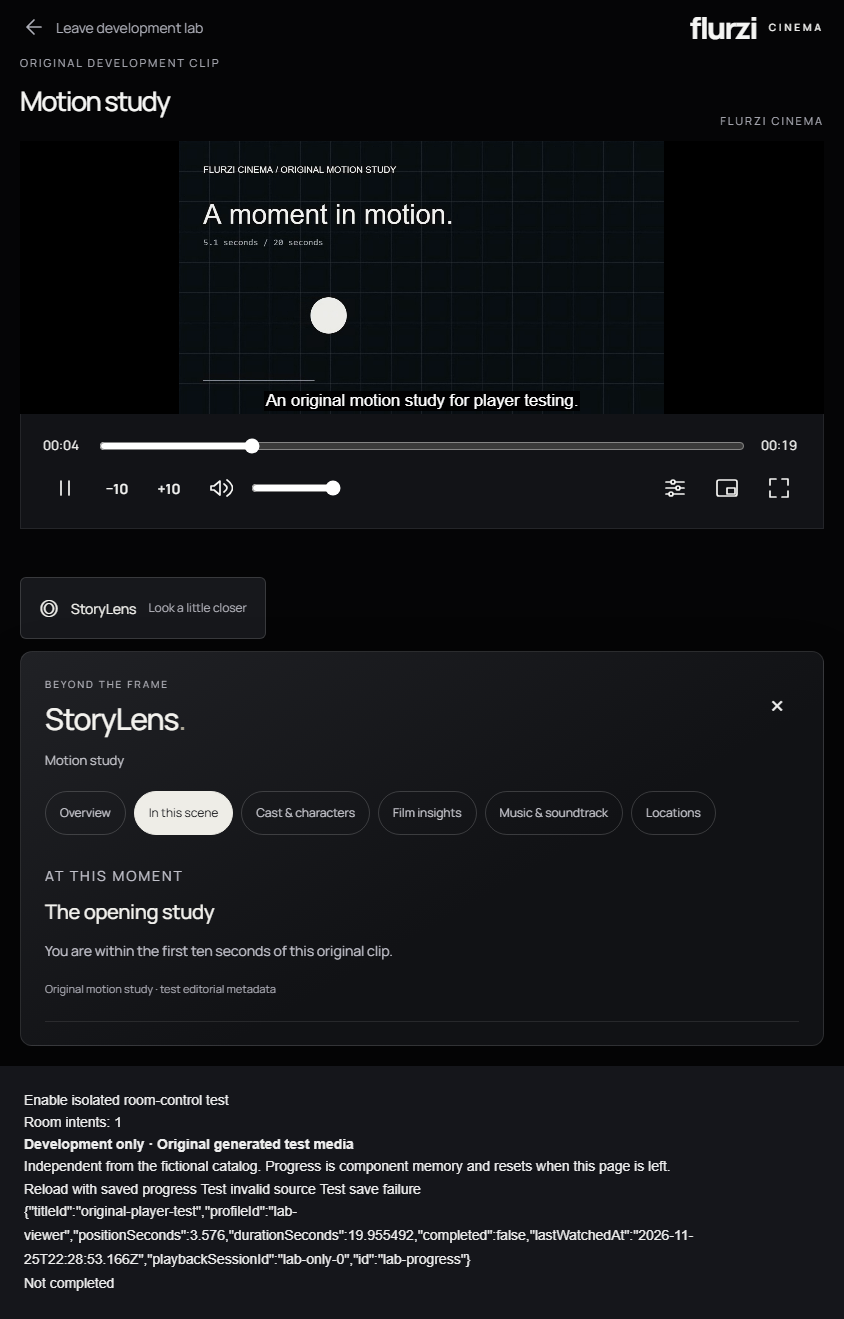 Leave development lab
flurzi CINEMA
ORIGINAL DEVELOPMENT CLIP
Motion study
FLURZI CINEMA
FLURZI CINEMA / ORIGINAL MOTION STUDY
A moment in motion.
5.1 seconds / 20 seconds
An original motion study for player testing.
00:04 00:19
−10 +10
StoryLens Look a little closer
BEYOND THE FRAME
StoryLens.
Motion study
Overview In this scene Cast & characters Film insights Music & soundtrack Locations
AT THIS MOMENT
The opening study
You are within the first ten seconds of this original clip.
Original motion study · test editorial metadata
Enable isolated room-control test
Room intents: 1
Development only · Original generated test media
Independent from the fictional catalog. Progress is component memory and resets when this page is left.
Reload with saved progress Test invalid source Test save failure
{"titleId":"original-player-test","profileId":"lab-
viewer","positionSeconds":3.576,"durationSeconds":19.955492,"completed":false,"lastWatchedAt":"2026-11-
25T22:28:53.166Z","playbackSessionId":"lab-only-0","id":"lab-progress"}
Not completed